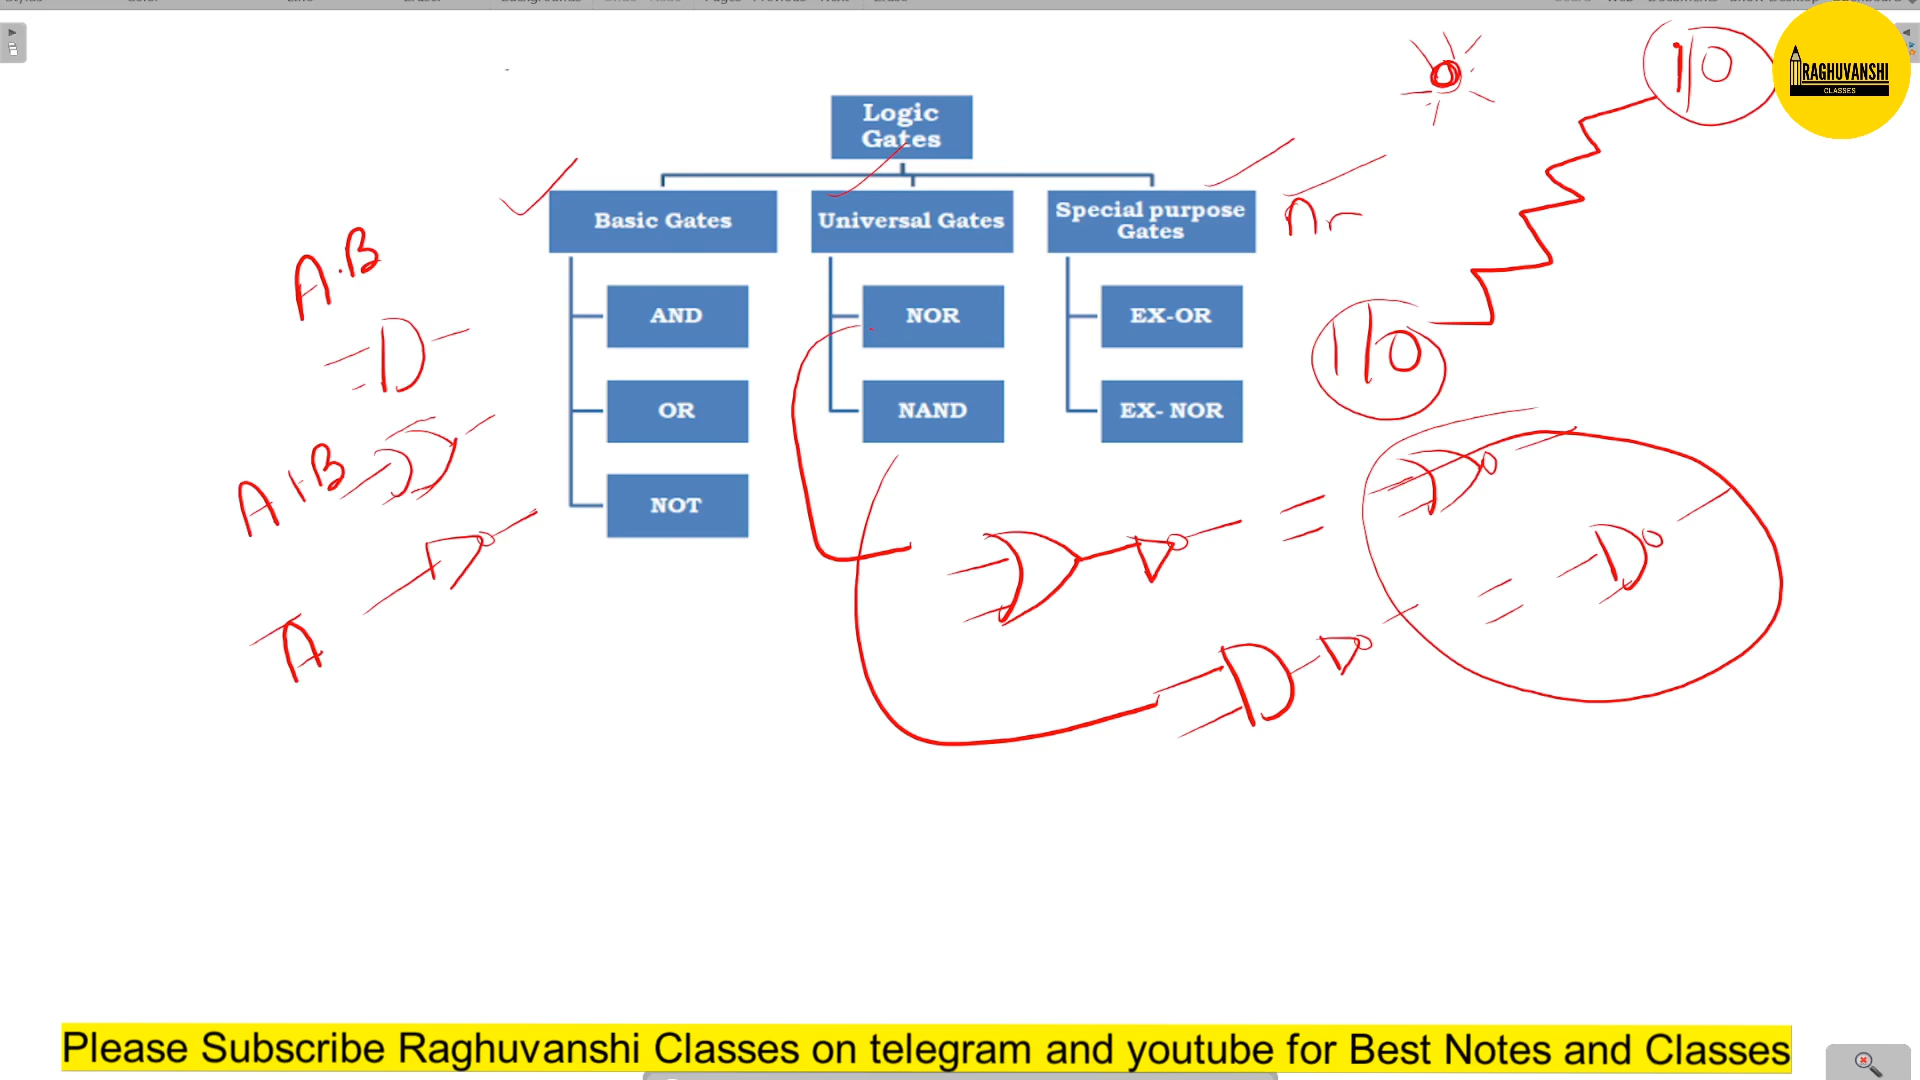 RAGHUVANSHI
CLASSES
1/0
Logic
Gates
Basic Gates
Universal Gates
Special purpose
Gates
nr
A.B
AND
NOR
EX-OR
1/0
OR
NAND
EX- NOR
A+B
NOT
A
Please Subscribe Raghuvanshi Classes on telegram and youtube for Best Notes and Classes